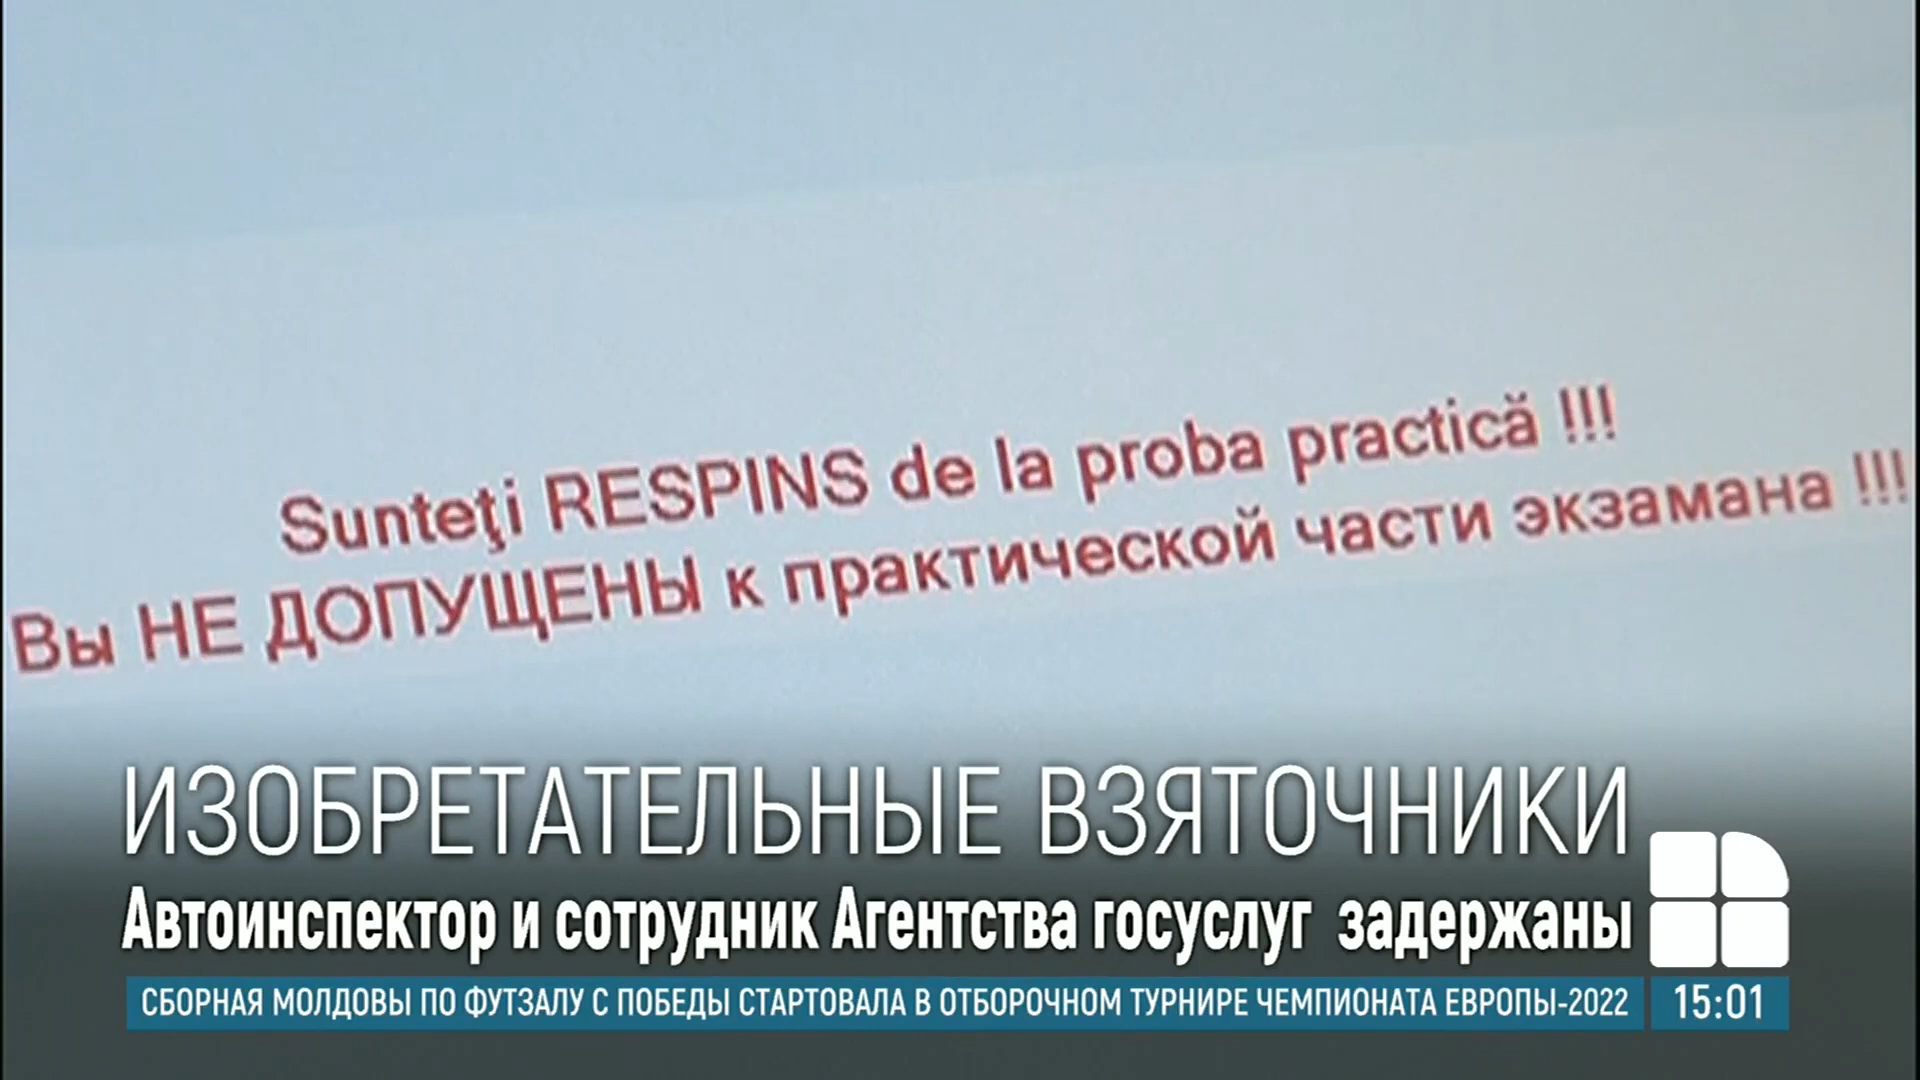 Sunteţi RESPINS de la proba practică !!!
Вы НЕ ДОПУЩЕНЫ к практической части экзамана !!!
ИЗОБРЕТАТЕЛЬНЫЕ ВЗЯТОЧНИКИ
Автоинспектор и сотрудник Агентства госуслуг задержаны
СБОРНАЯ МОЛДОВЫ ПО ФУТЗАЛУ С ПОБЕДЫ СТАРТОВАЛА В ОТБОРОЧНОМ ТУРНИРЕ ЧЕМПИОНАТА ЕВРОПЫ-2022 15:01